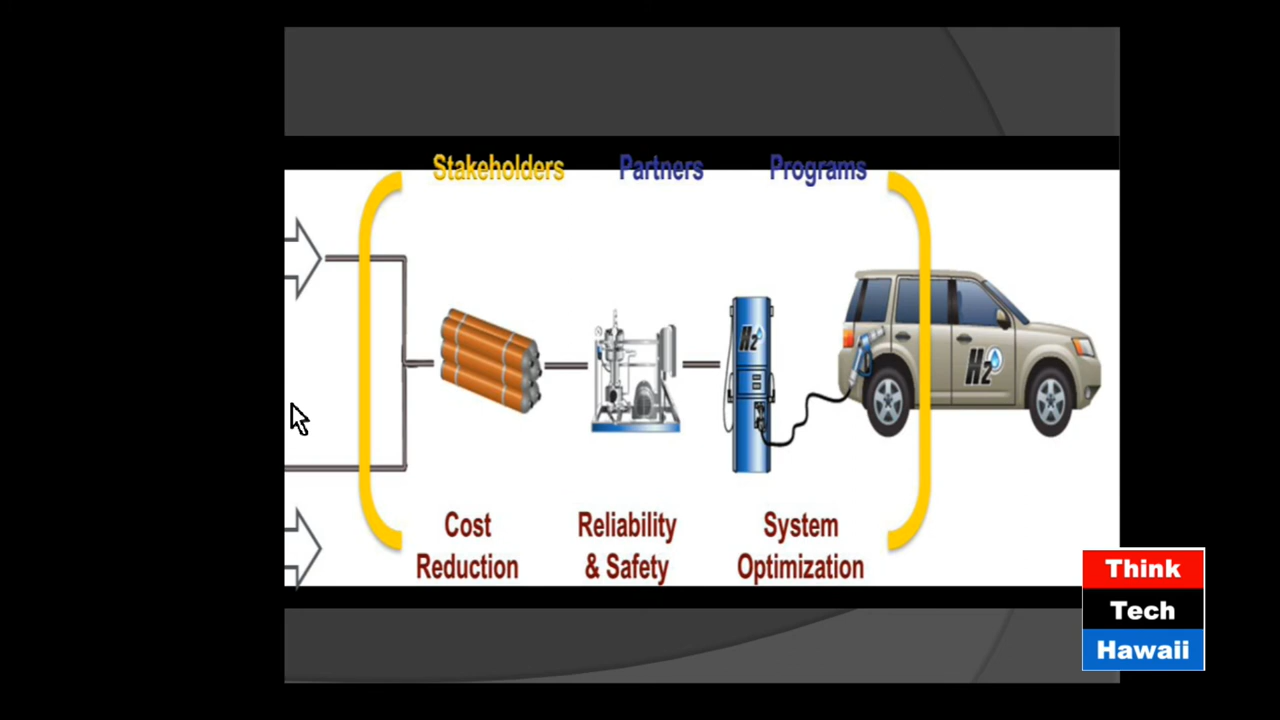 Stakeholders Partners Programs
H2
H2
Cost Reliability System
Reduction & Safety Optimization
Think
Tech
Hawaii